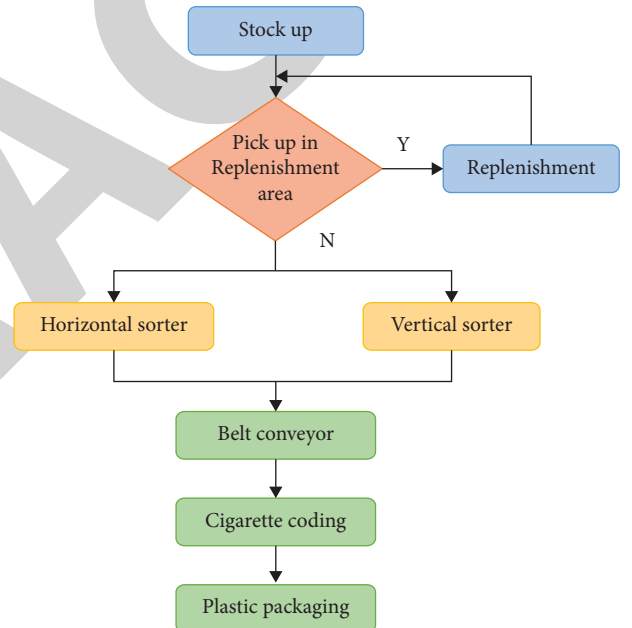 Stock up
Pick up in
Replenishment
area
Y
Replenishment
N
Horizontal sorter
Vertical sorter
Belt conveyor
Cigarette coding
Plastic packaging